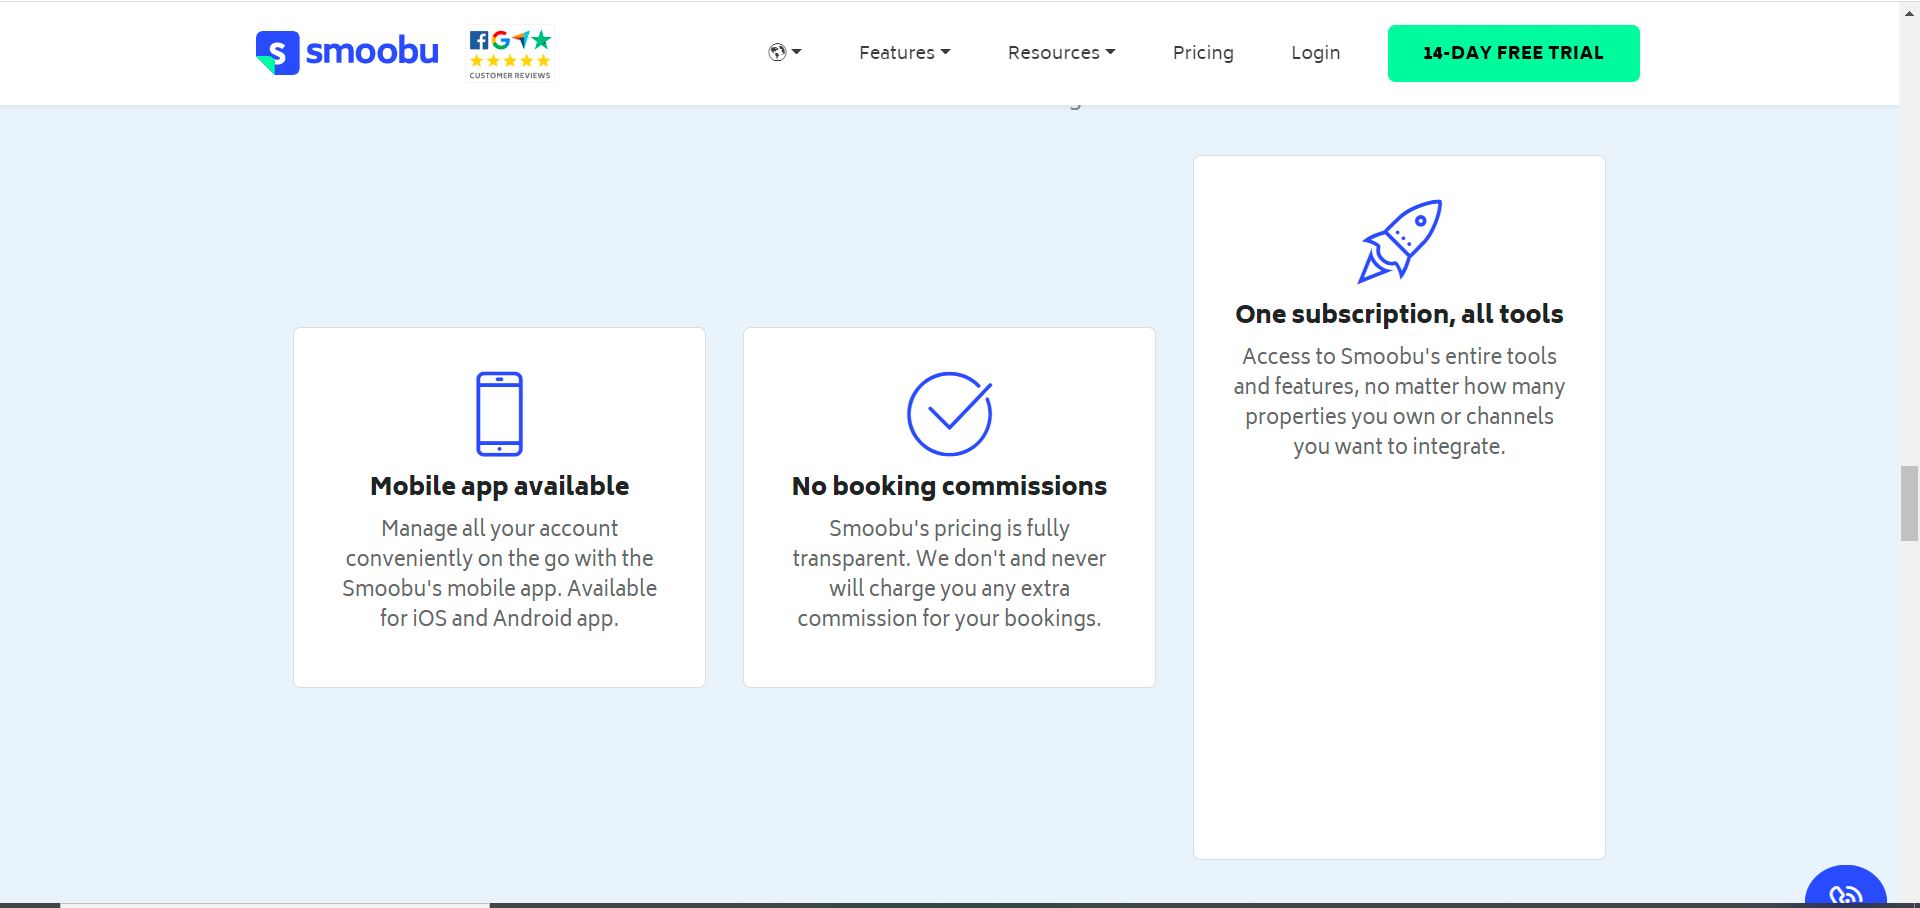 smoobu
CUSTOMER REVIEWS
Features
Resources
Pricing
Login
14-DAY FREE TRIAL
Mobile app available
Manage all your account
conveniently on the go with the
Smoobu's mobile app. Available
for iOS and Android app.
No booking commissions
Smoobu's pricing is fully
transparent. We don't and never
will charge you any extra
commission for your bookings.
One subscription, all tools
Access to Smoobu's entire tools
and features, no matter how many
properties you own or channels
you want to integrate.